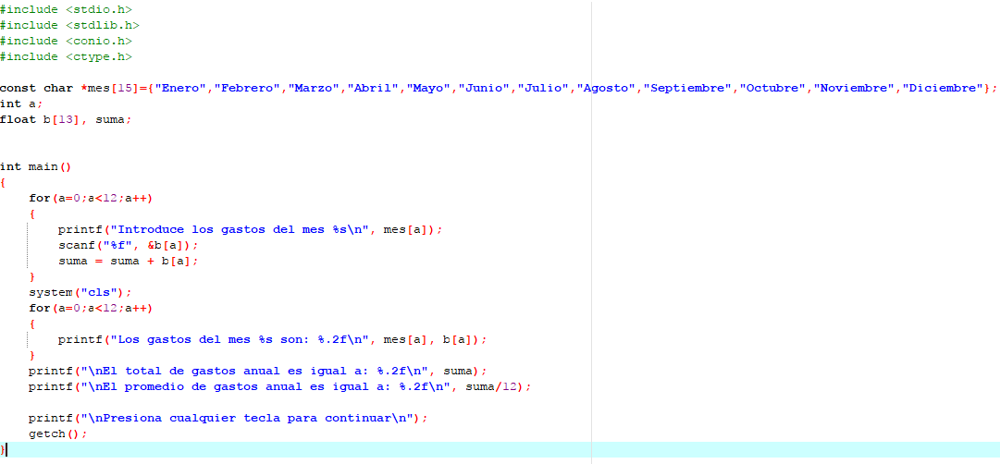 #include <stdio.h>
#include <stdlib.h>
#include <conio.h>
#include <ctype.h>
const char *mes[15]={"Enero","Febrero","Marzo","Abril","Mayo","Junio","Julio","Agosto","Septiembre","Octubre","Noviembre","Diciembre"};
int a;
float b[13], suma;
int main()
{
for(a=0;a<12;a++)
{
printf("Introduce los gastos del mes %s\n", mes[a]);
scanf("%f", &b[a]);
suma = suma + b[a];
}
system("cls");
for(a=0;a<12;a++)
{
printf("Los gastos del mes %s son: %.2f\n", mes[a], b[a]);
}
printf("\nEl total de gastos anual es igual a: %.2f\n", suma);
printf("\nEl promedio de gastos anual es igual a: %.2f\n", suma/12);
printf("\nPresiona cualquier tecla para continuar\n");
getch();
}